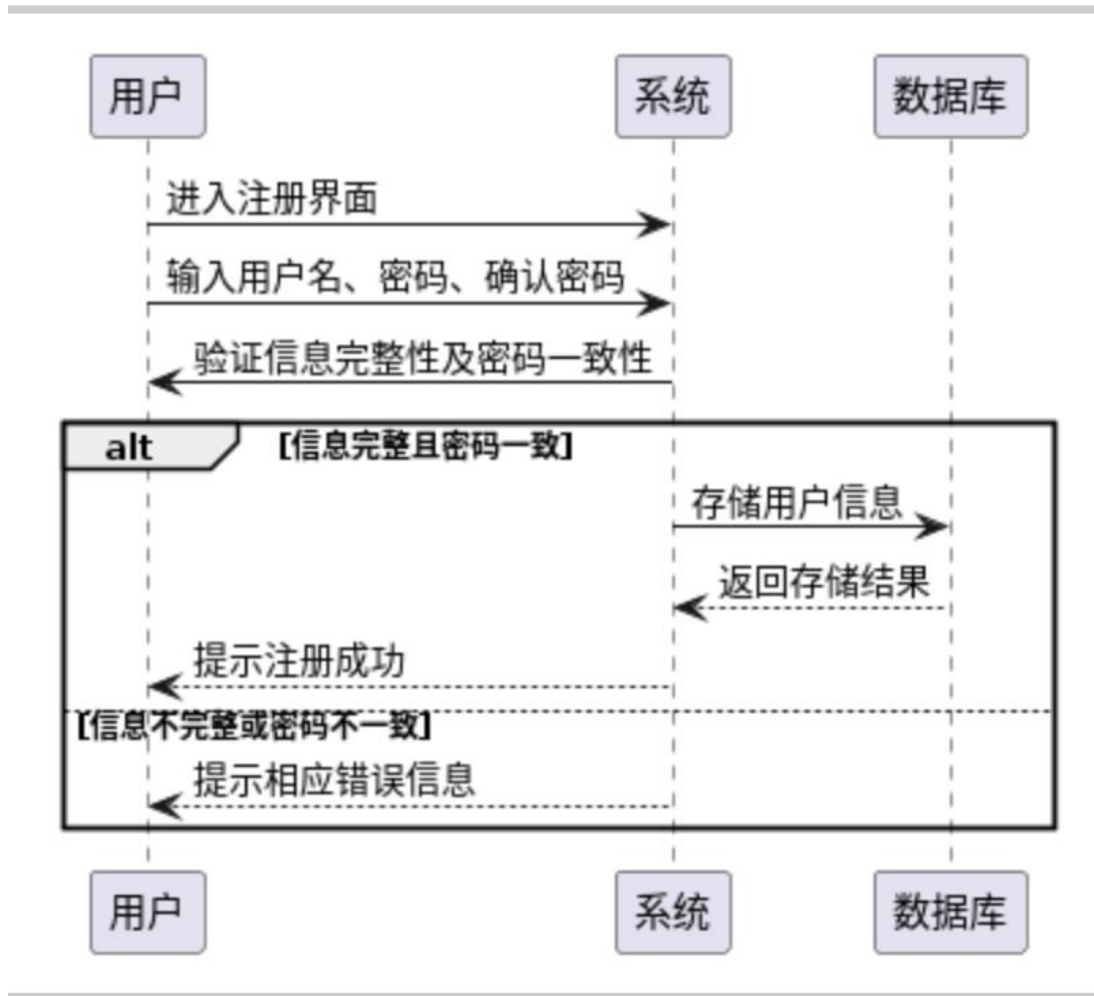 用户 系统 数据库
进入注册界面
输入用户名、密码、确认密码
验证信息完整性及密码一致性
alt [信息完整且密码一致]
存储用户信息
返回存储结果
提示注册成功
[信息不完整或密码不一致]
提示相应错误信息
用户 系统 数据库